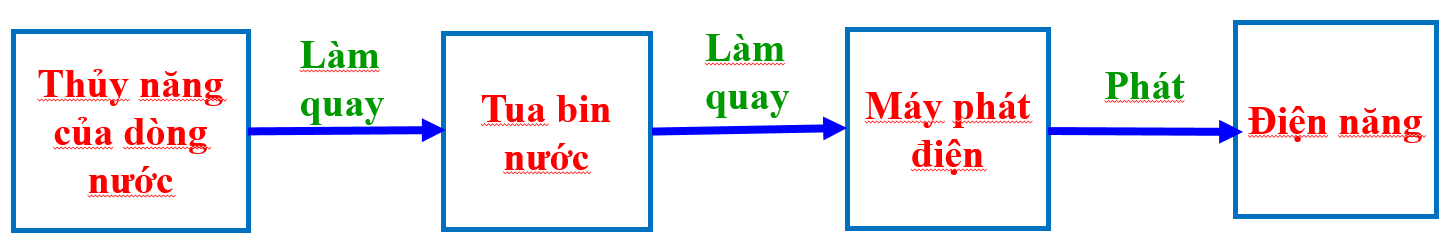 Thủy năng
của dòng
nước
Làm
quay
Tua bin
nước
Làm
quay
Máy phát
điện
Phát
Điện năng